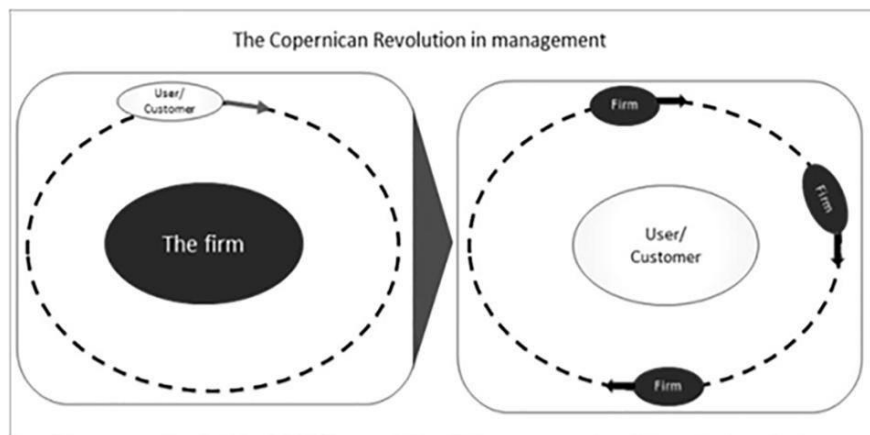 The Copernican Revolution in management
User/
Customer
The firm
Firm
Firm
User/
Customer
Firm